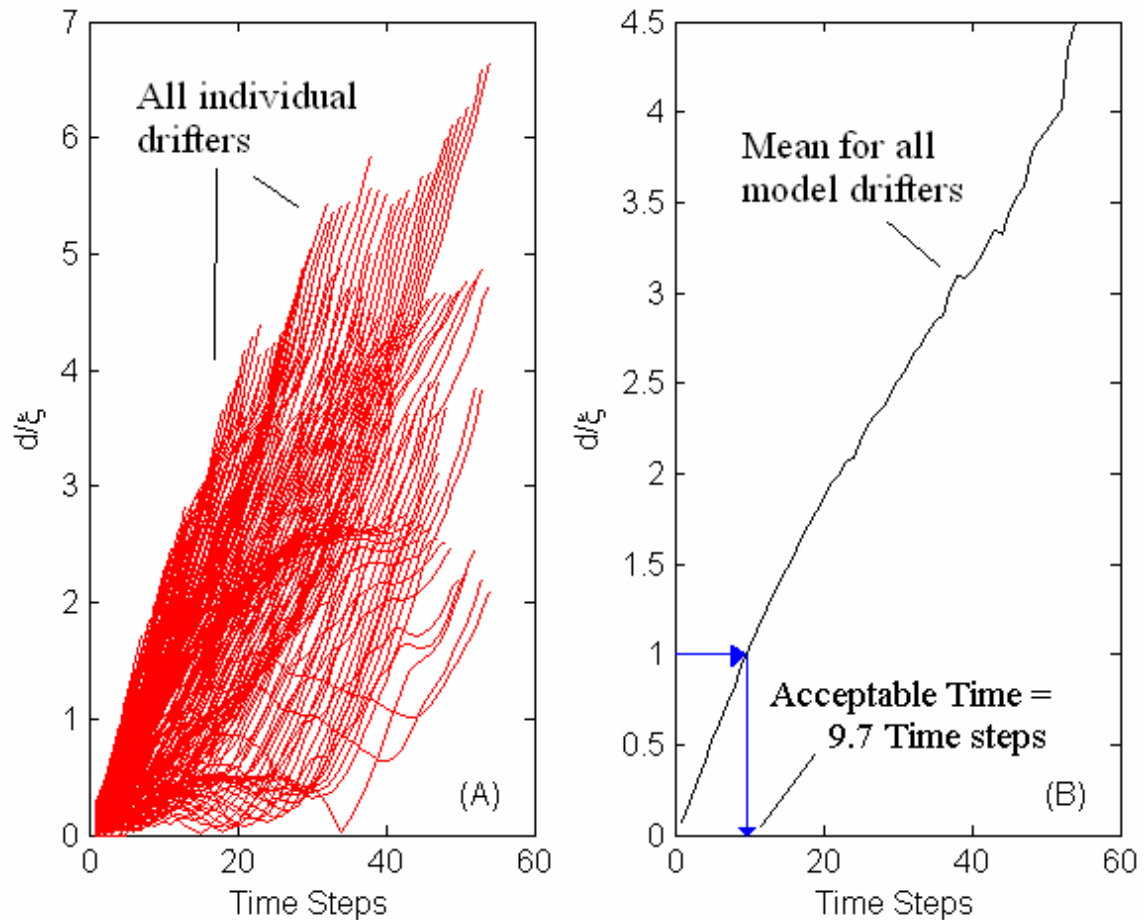 7
6
5
4
3
2
1
0
d/ξ
0
20
40
60
Time Steps
All individual
drifters
(A)
4.5
4
3.5
3
2.5
2
1.5
1
0.5
0
d/ξ
0
20
40
60
Time Steps
Mean for all
model drifters
Acceptable Time =
9.7 Time steps
(B)